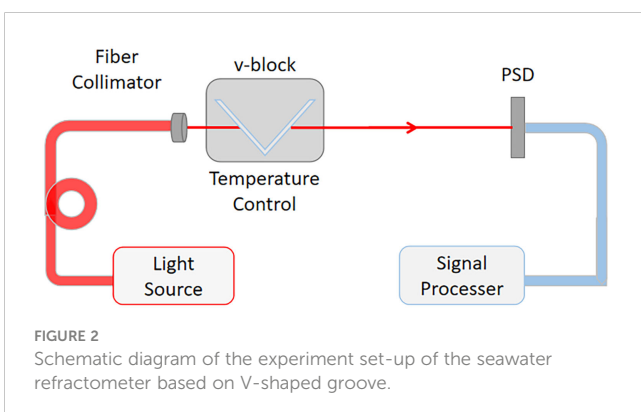 Fiber
Collimator
v-block
PSD
Temperature
Control
Light
Source
Signal
Processer
FIGURE 2
Schematic diagram of the experiment set-up of the seawater
refractometer based on V-shaped groove.